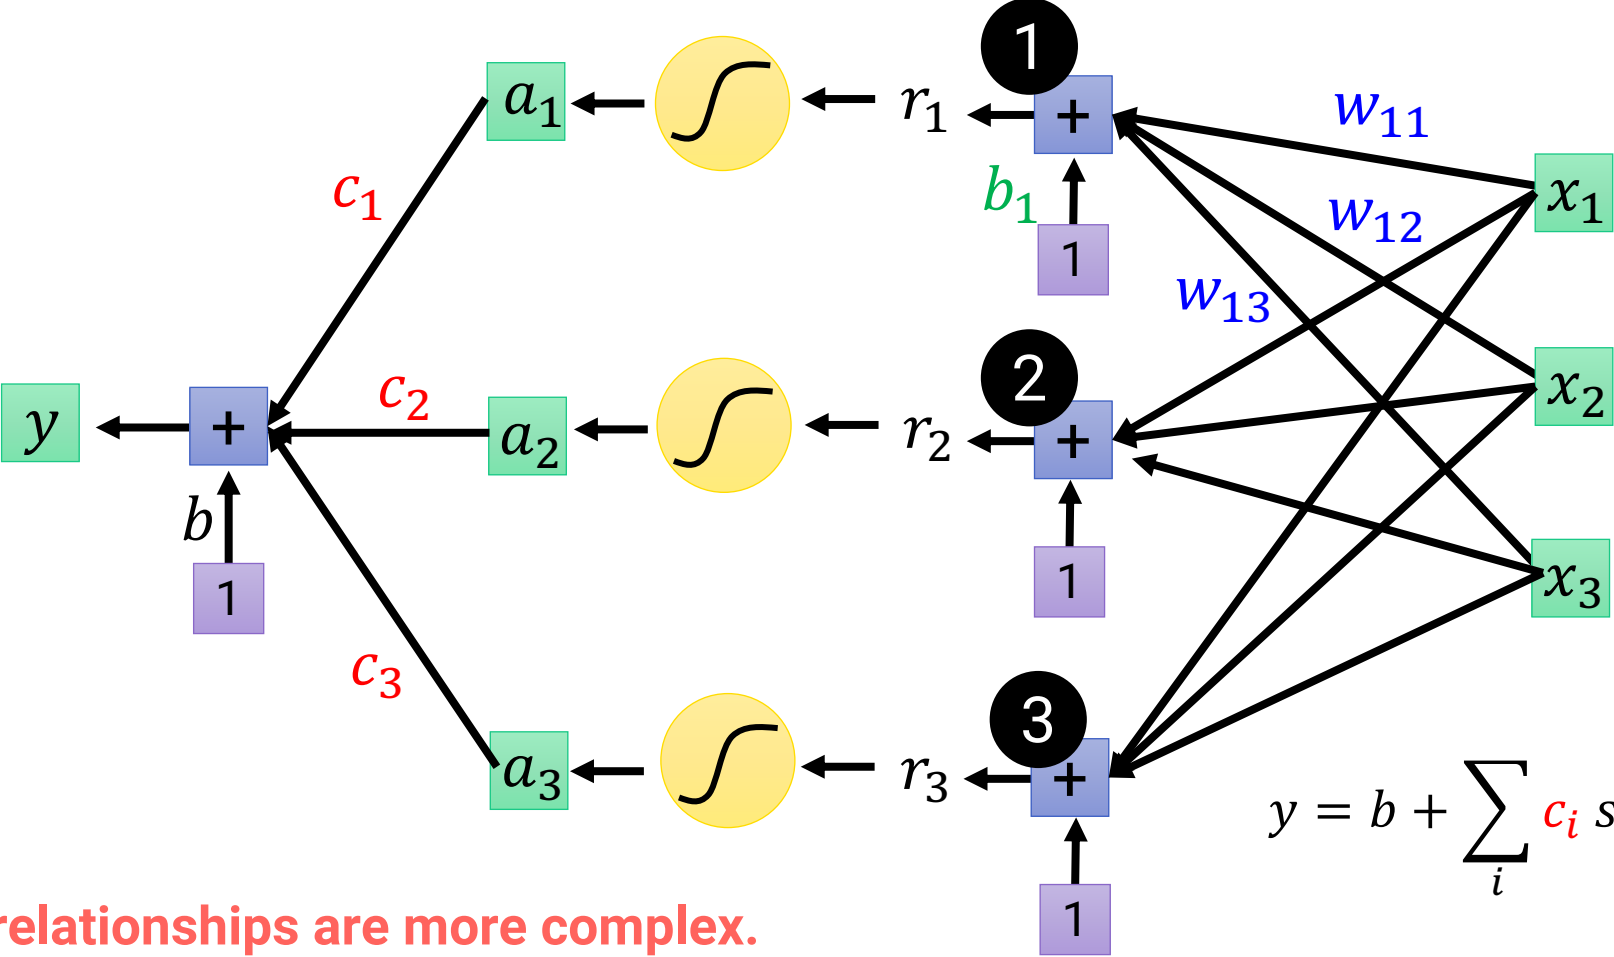 1
a₁ r₁ + w₁₁
c₁ b₁ w₁₂ x₁
1
w₁₃
2
y + c₂ a₂ r₂ + x₂
b
1 1 x₃
c₃
3
a₃ r₃ +
y = b + ∑ᵢ cᵢ s
1
relationships are more complex.